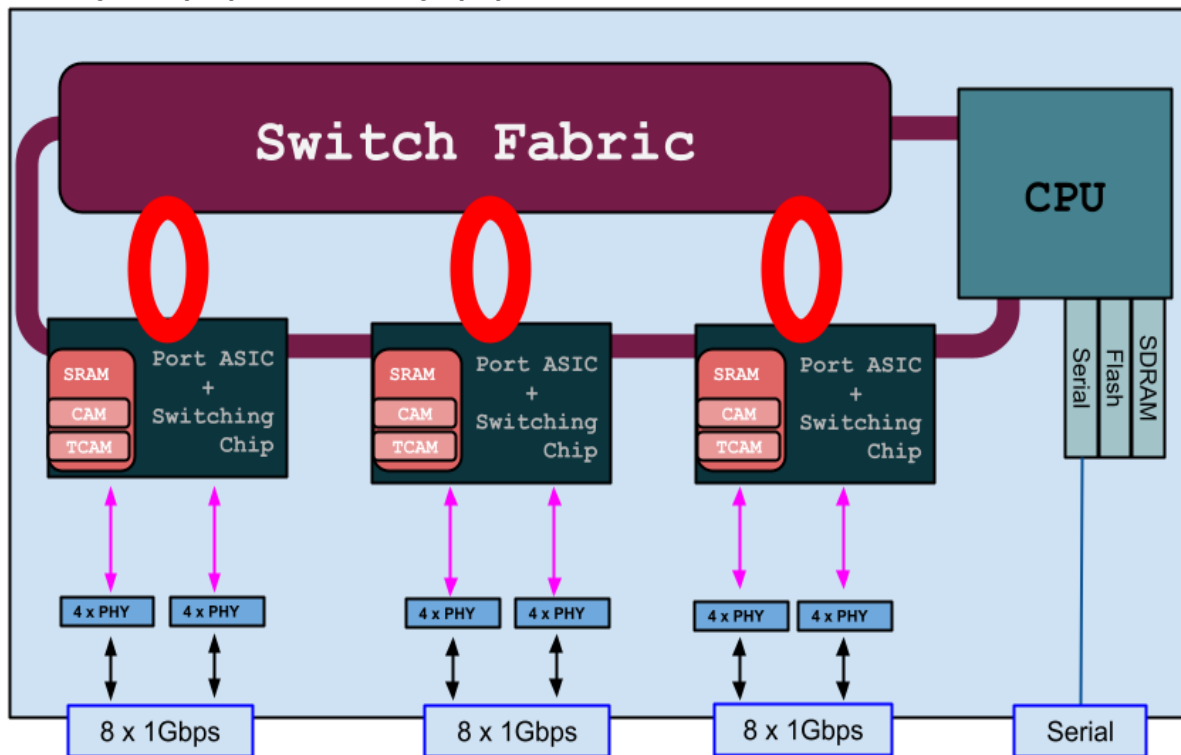 Switch Fabric
CPU
Serial
Flash
SDRAM
SRAM
CAM
TCAM
Port ASIC
+
Switching
Chip
SRAM
CAM
TCAM
Port ASIC
+
Switching
Chip
SRAM
CAM
TCAM
Port ASIC
+
Switching
Chip
4 x PHY
4 x PHY
4 x PHY
4 x PHY
4 x PHY
4 x PHY
8 x 1Gbps
8 x 1Gbps
8 x 1Gbps
Serial